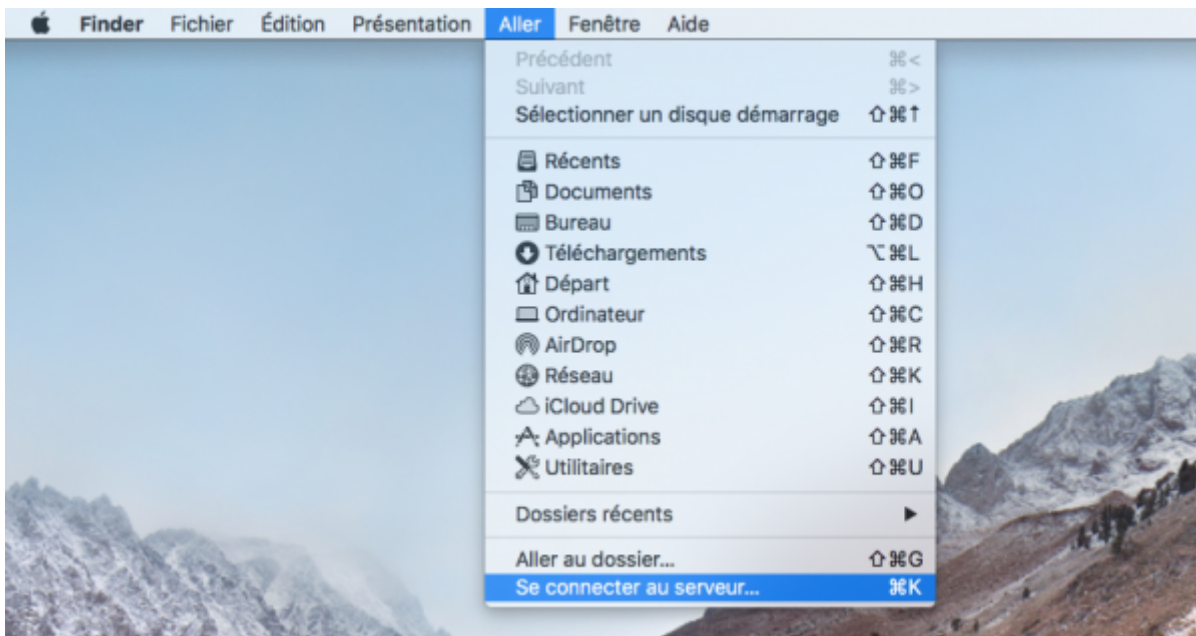 Finder Fichier Édition Présentation Aller Fenêtre Aide
Précédent ⌘<
Suivant ⌘>
Sélectionner un disque démarrage ⇧⌘↑
Récents ⇧⌘F
Documents ⇧⌘O
Bureau ⇧⌘D
Téléchargements ⌥⌘L
Départ ⇧⌘H
Ordinateur ⇧⌘C
AirDrop ⇧⌘R
Réseau ⇧⌘K
iCloud Drive ⇧⌘I
Applications ⇧⌘A
Utilitaires ⇧⌘U
Dossiers récents ▶
Aller au dossier... ⇧⌘G
Se connecter au serveur... ⌘K